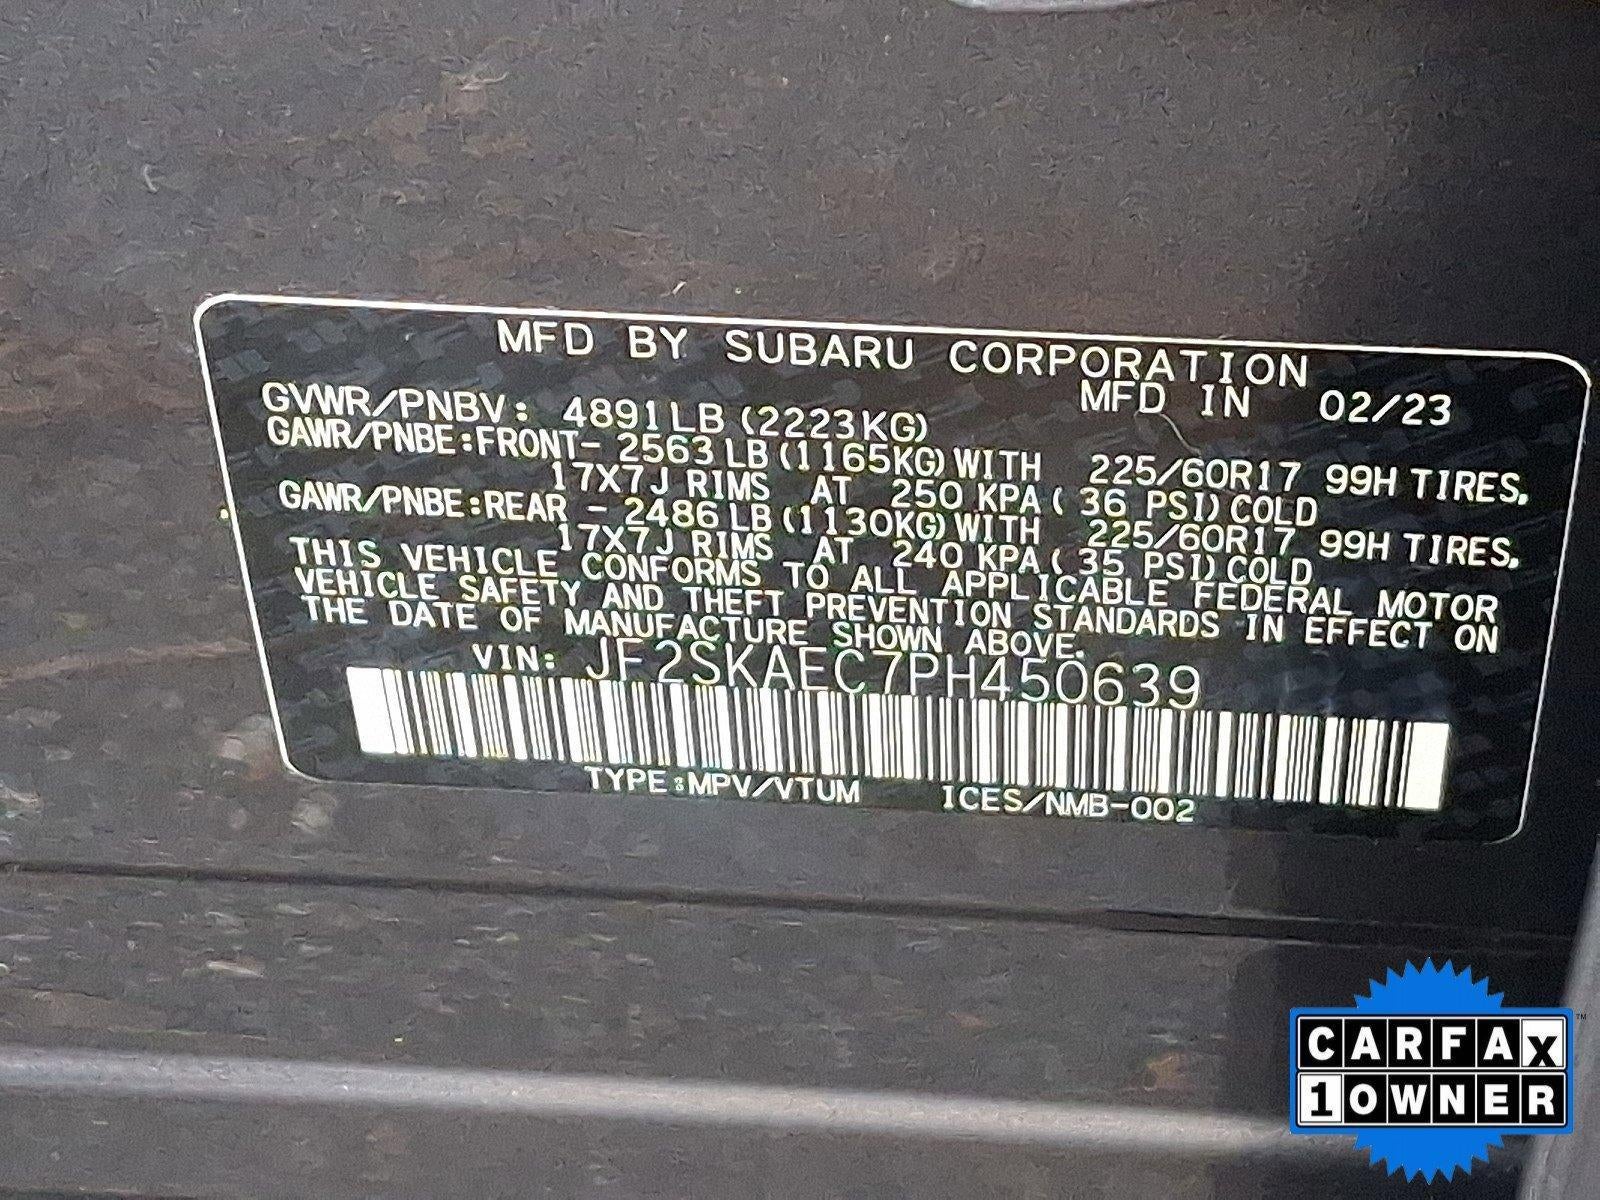 MFD BY SUBARU CORPORATION
MFD IN 02/23
GVWR/PNBV: 4891LB (2223KG)
GAWR/PNBE:FRONT- 2563LB (1165KG) WITH 225/60R17 99H TIRES.
17X7J RIMS AT 250 KPA ( 36 PSI) COLD
GAWR/PNBE:REAR - 2486LB (1130KG) WITH 225/60R17 99H TIRES.
17X7J RIMS AT 240 KPA ( 35 PSI) COLD
THIS VEHICLE CONFORMS TO ALL APPLICABLE FEDERAL MOTOR
VEHICLE SAFETY AND THEFT PREVENTION STANDARDS IN EFFECT ON
THE DATE OF MANUFACTURE SHOWN ABOVE.
VIN: JF2SKAEC7PH450639
TYPE:MPV/VTUM ICES/NMB-002
CARFAX™
1 OWNER